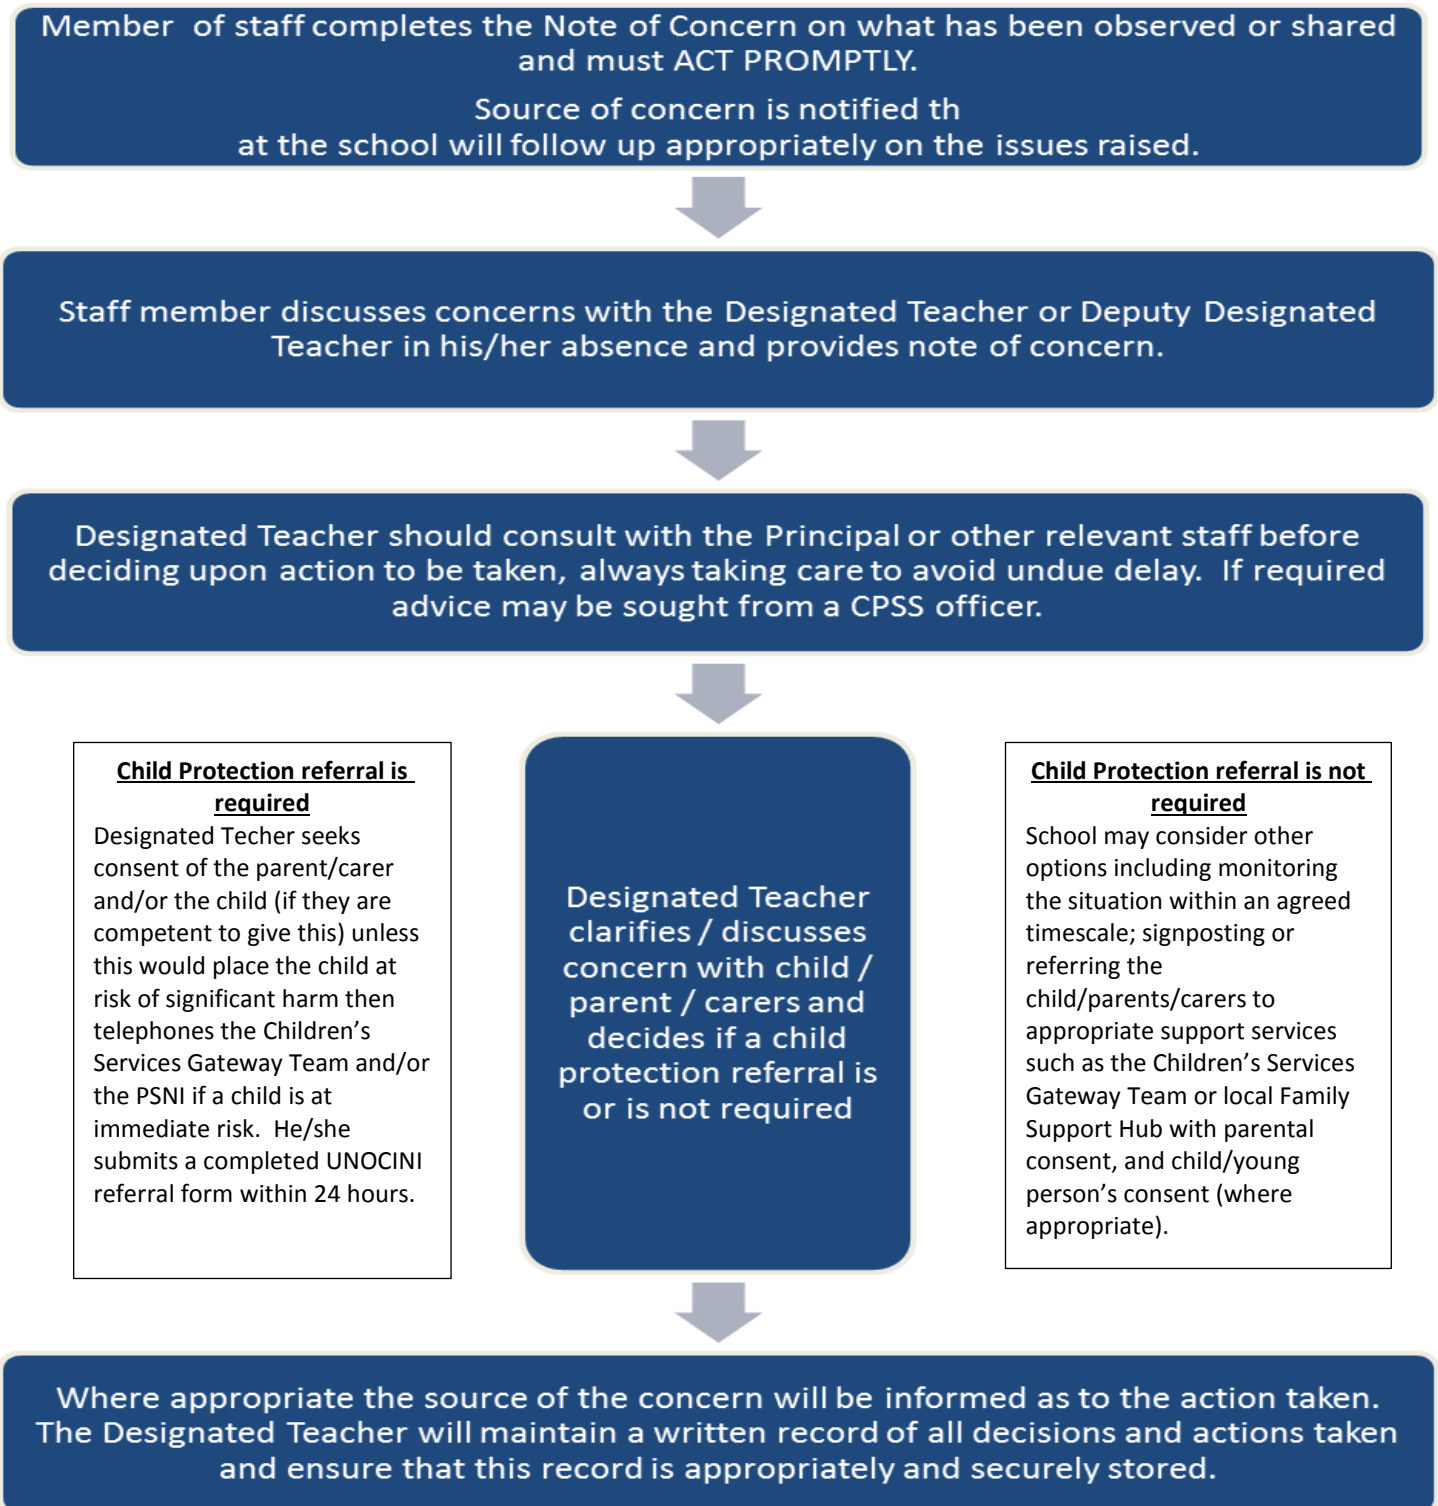 Member of staff completes the Note of Concern on what has been observed or shared
and must ACT PROMPTLY.
Source of concern is notified th
at the school will follow up appropriately on the issues raised.
Staff member discusses concerns with the Designated Teacher or Deputy Designated
Teacher in his/her absence and provides note of concern.
Designated Teacher should consult with the Principal or other relevant staff before
deciding upon action to be taken, always taking care to avoid undue delay. If required
advice may be sought from a CPSS officer.
Child Protection referral is
required
Designated Techer seeks
consent of the parent/carer
and/or the child (if they are
competent to give this) unless
this would place the child at
risk of significant harm then
telephones the Children’s
Services Gateway Team and/or
the PSNI if a child is at
immediate risk. He/she
submits a completed UNOCINI
referral form within 24 hours.
Designated Teacher
clarifies / discusses
concern with child /
parent / carers and
decides if a child
protection referral is
or is not required
Child Protection referral is not
required
School may consider other
options including monitoring
the situation within an agreed
timescale; signposting or
referring the
child/parents/carers to
appropriate support services
such as the Children’s Services
Gateway Team or local Family
Support Hub with parental
consent, and child/young
person’s consent (where
appropriate).
Where appropriate the source of the concern will be informed as to the action taken.
The Designated Teacher will maintain a written record of all decisions and actions taken
and ensure that this record is appropriately and securely stored.